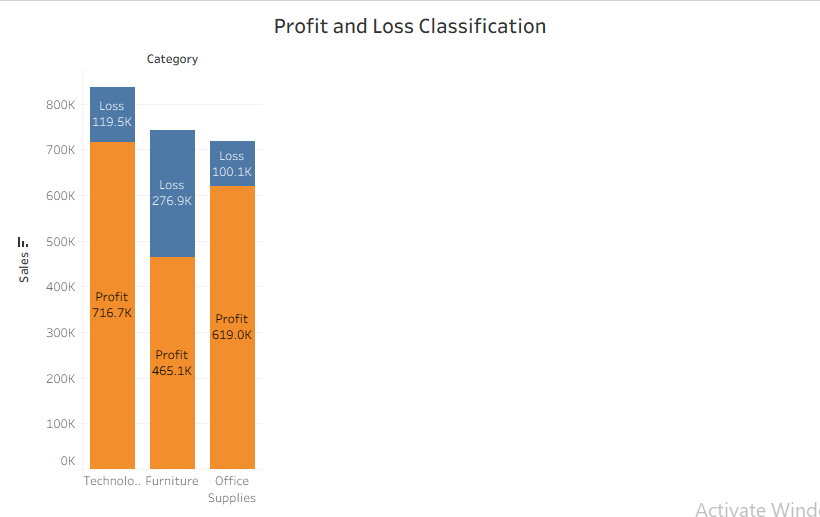 Profit and Loss Classification
Category
Sales
800K
700K
600K
500K
400K
300K
200K
100K
0K
Loss
119.5K
Profit
716.7K
Loss
276.9K
Profit
465.1K
Loss
100.1K
Profit
619.0K
Technolo..
Furniture
Office
Supplies
Activate Windo